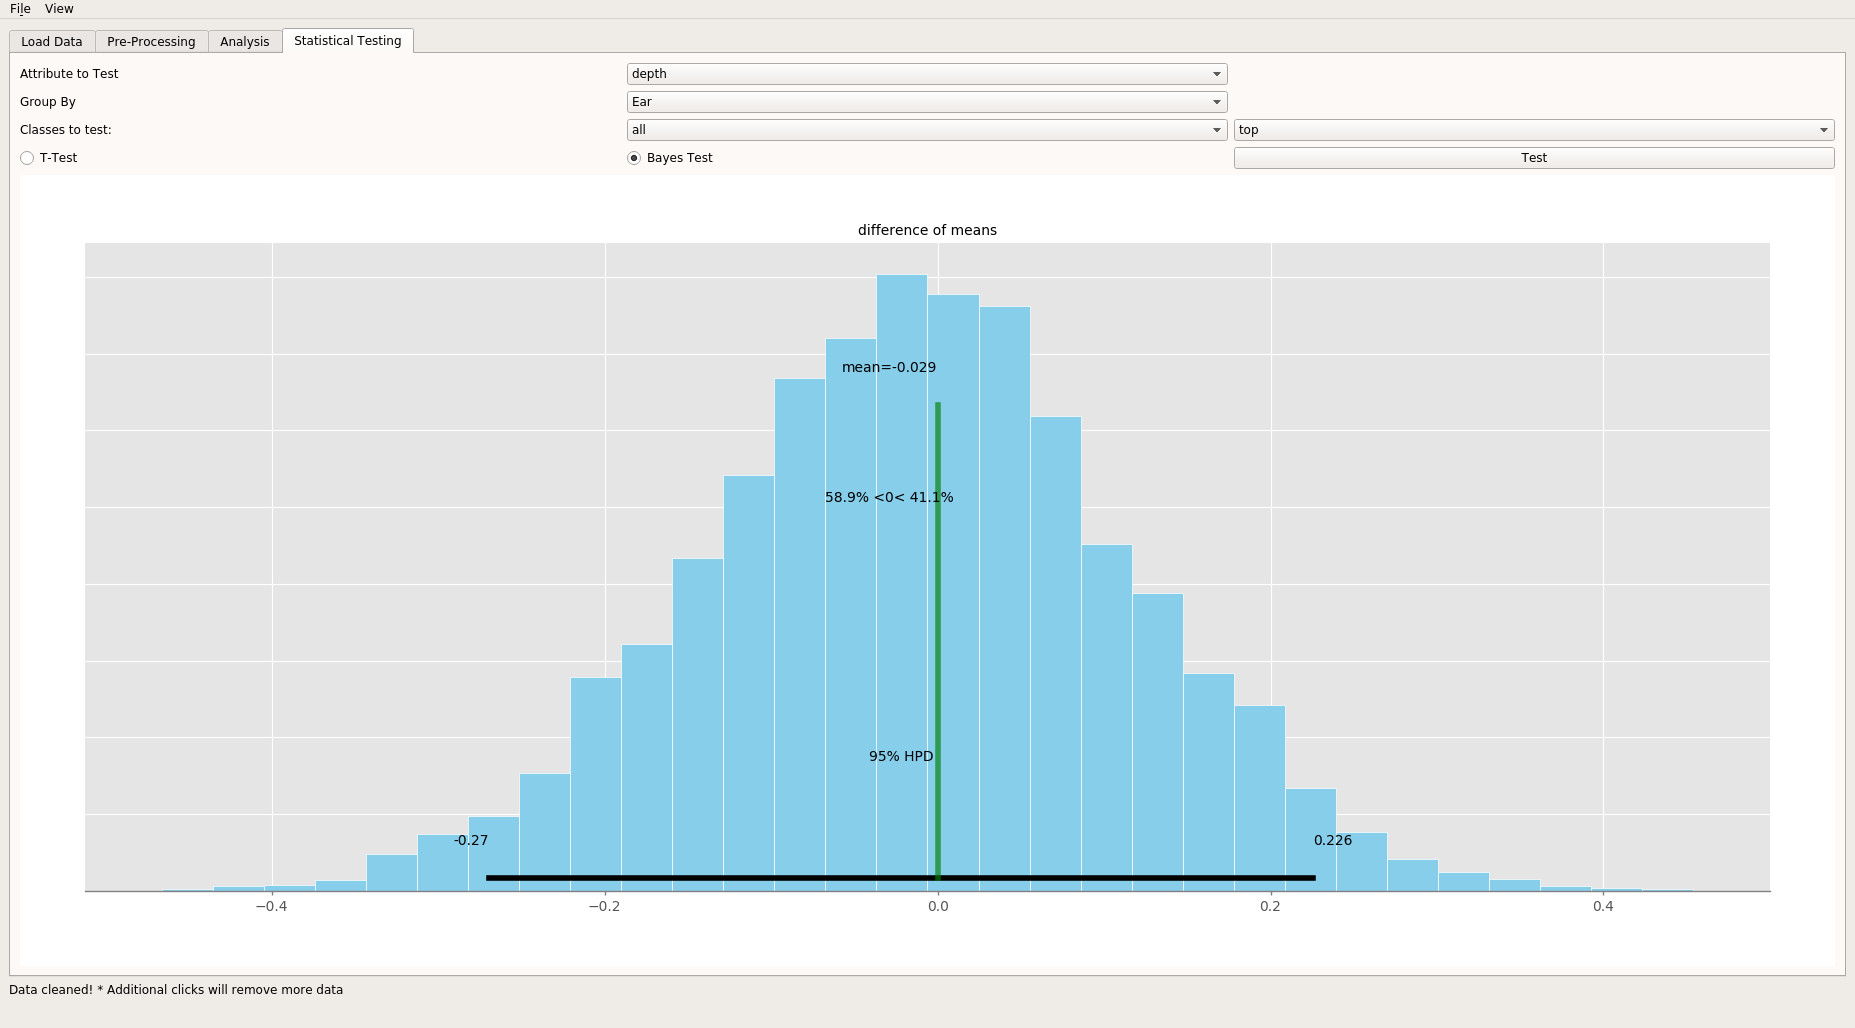 File View
Load Data Pre-Processing Analysis Statistical Testing
Attribute to Test depth
Group By Ear
Classes to test: all top
T-Test Bayes Test Test
difference of means
mean=-0.029
58.9% <0< 41.1%
95% HPD
-0.27 0.226
−0.4 −0.2 0.0 0.2 0.4
Data cleaned! * Additional clicks will remove more data